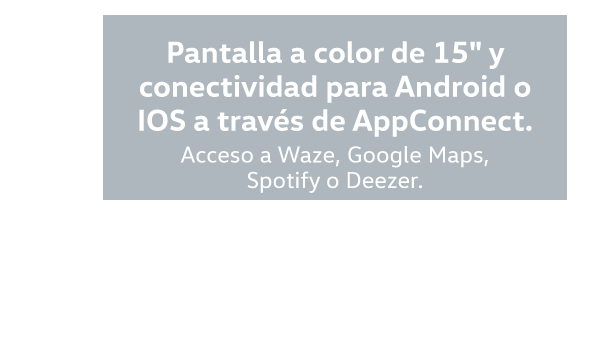 Pantalla a color de 15" y
conectividad para Android o
IOS a través de AppConnect.
Acceso a Waze, Google Maps,
Spotify o Deezer.